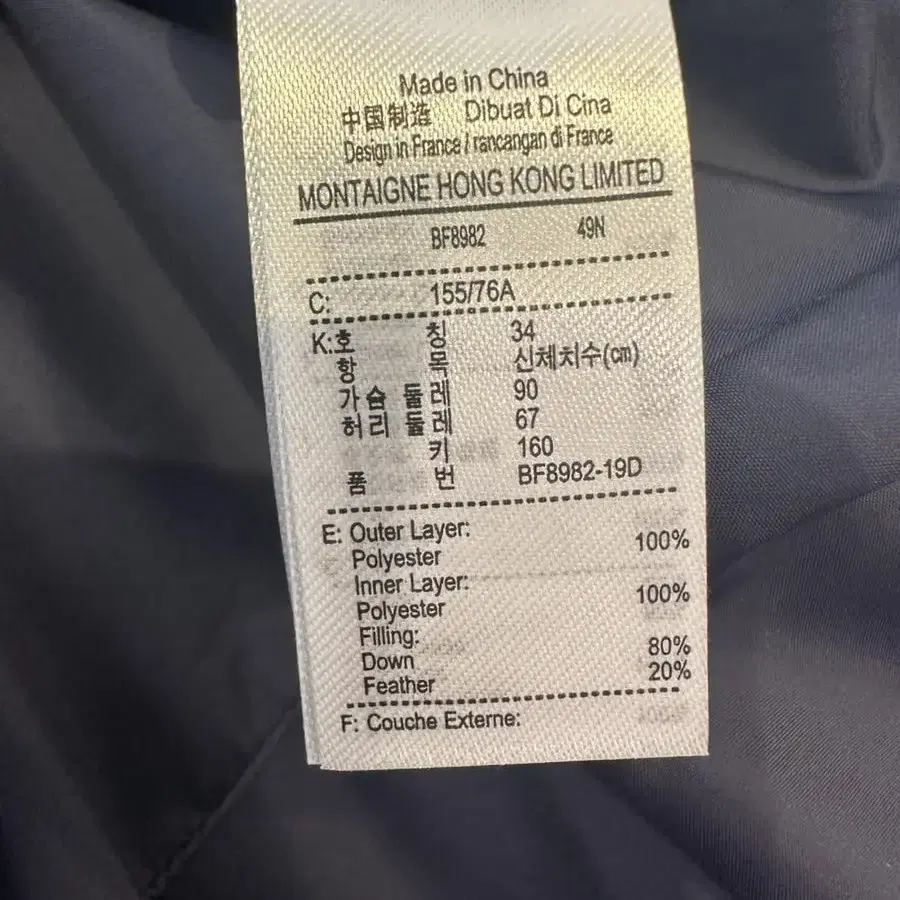 Made in China
中国制造 Dibuat Di Cina
Design in France / rancangan di France
MONTAIGNE HONG KONG LIMITED
BF8982 49N
C: 155/76A
K:호 칭 34
항 목 신체치수(cm)
가슴 둘 레 90
허리 둘 레 67
키 160
품 번 BF8982-19D
E: Outer Layer:
Polyester 100%
Inner Layer:
Polyester 100%
Filling:
Down 80%
Feather 20%
F: Couche Externe: